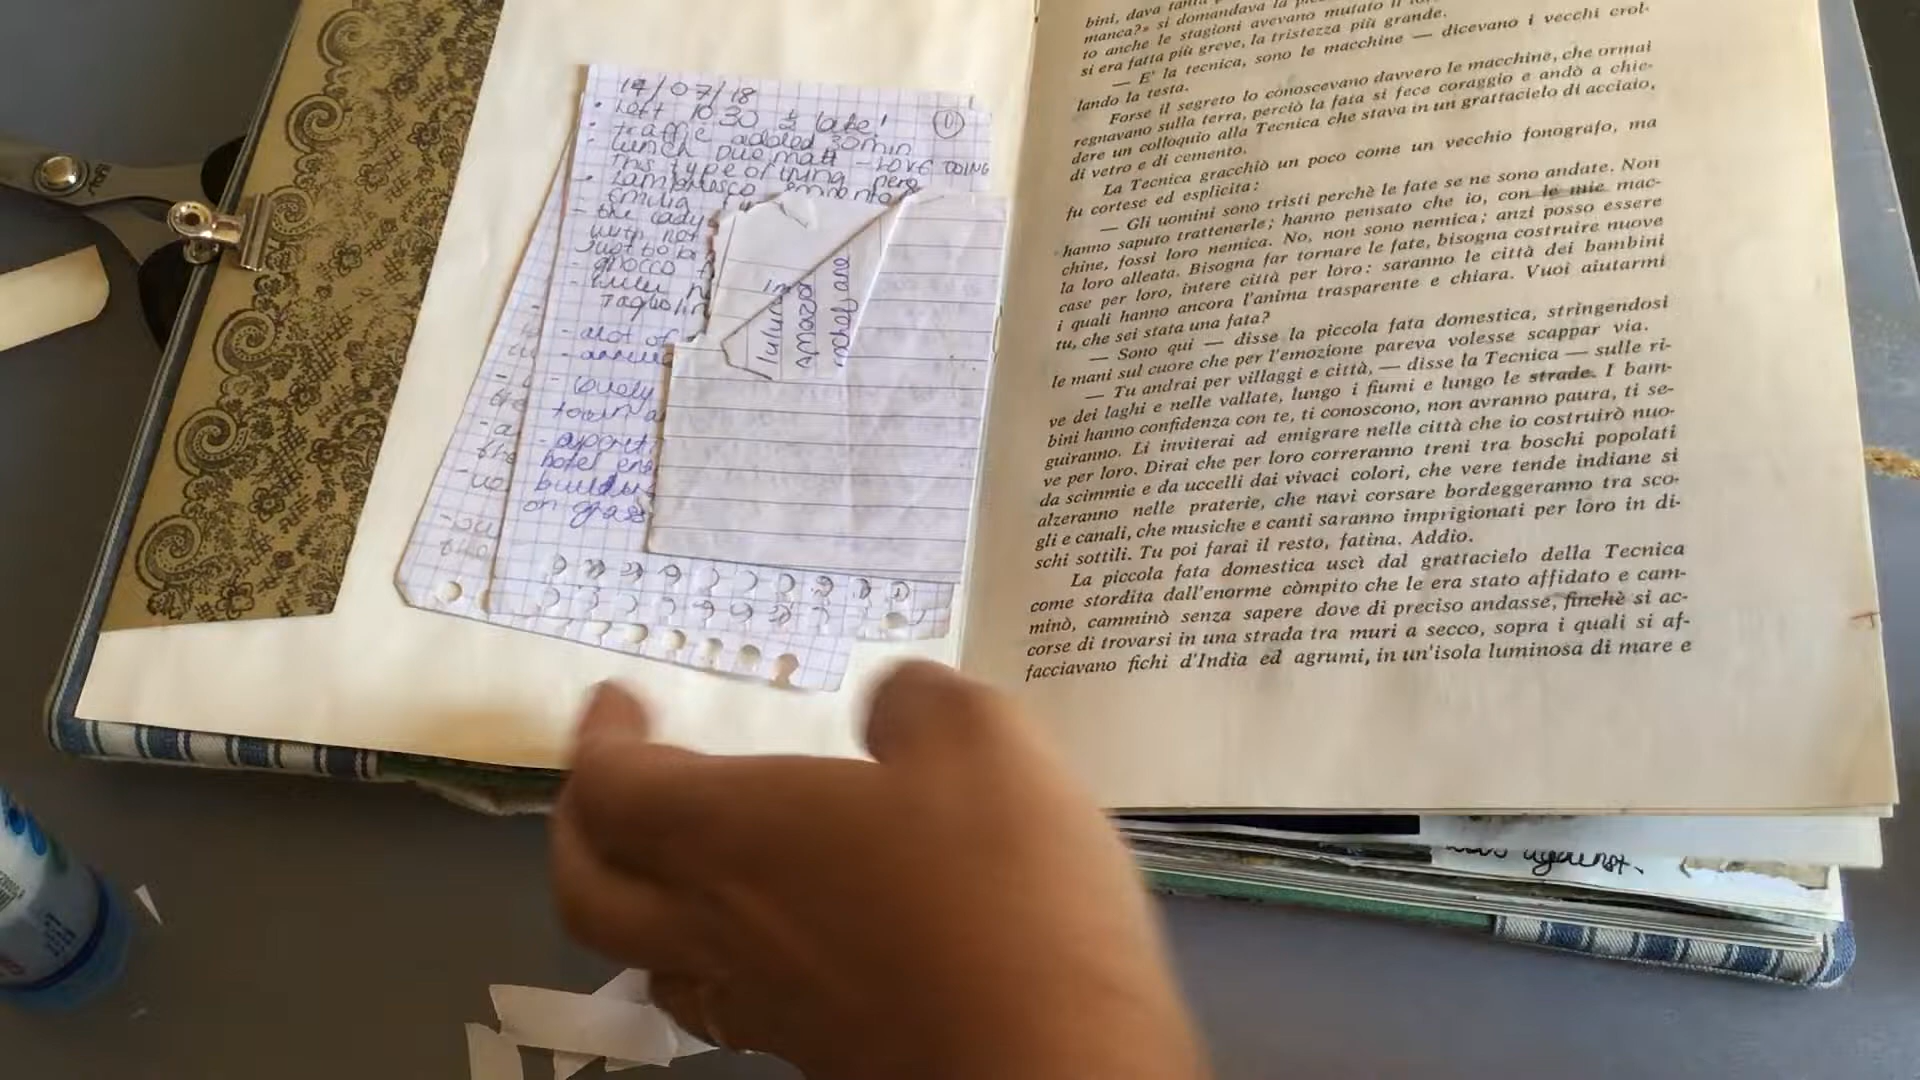 14/07/18
• Left 10.30 ½ late!
• traffic added 30min
• Lunch Due matt - LOVE DOING
this type of thing here
• Lambrusco
Emilia
- the lady
with not
Just to
- gnocco
- hulu
- alot of
- lovely
town
hotel
on grass
amazon
bini, dava tanta
manca?» si domandava la
to anche le stagioni avevano mutato il
si era fatta più greve, la tristezza più grande.
— E' la tecnica, sono le macchine — dicevano i vecchi crol-
lando la testa.
Forse il segreto lo conoscevano davvero le macchine, che ormai
regnavano sulla terra, perciò la fata si fece coraggio e andò a chie-
dere un colloquio alla Tecnica che stava in un grattacielo di acciaio,
di vetro e di cemento.
La Tecnica gracchiò un poco come un vecchio fonografo, ma
fu cortese ed esplicita:
— Gli uomini sono tristi perchè le fate se ne sono andate. Non
hanno saputo trattenerle; hanno pensato che io, con le mie mac-
chine, fossi loro nemica. No, non sono nemica; anzi posso essere
la loro alleata. Bisogna far tornare le fate, bisogna costruire nuove
case per loro, intere città per loro: saranno le città dei bambini
i quali hanno ancora l'anima trasparente e chiara. Vuoi aiutarmi
tu, che sei stata una fata?
— Sono qui — disse la piccola fata domestica, stringendosi
le mani sul cuore che per l'emozione pareva volesse scappar via.
— Tu andrai per villaggi e città, — disse la Tecnica — sulle ri-
ve dei laghi e nelle vallate, lungo i fiumi e lungo le strade. I bam-
bini hanno confidenza con te, ti conoscono, non avranno paura, ti se-
guiranno. Li inviterai ad emigrare nelle città che io costruirò nuo-
ve per loro. Dirai che per loro correranno treni tra boschi popolati
da scimmie e da uccelli dai vivaci colori, che vere tende indiane si
alzeranno nelle praterie, che navi corsare bordeggeranno tra sco-
gli e canali, che musiche e canti saranno imprigionati per loro in di-
schi sottili. Tu poi farai il resto, fatina. Addio.
La piccola fata domestica uscì dal grattacielo della Tecnica
come stordita dall'enorme còmpito che le era stato affidato e cam-
minò, camminò senza sapere dove di preciso andasse, finchè si ac-
corse di trovarsi in una strada tra muri a secco, sopra i quali si af-
facciavano fichi d'India ed agrumi, in un'isola luminosa di mare e
against.